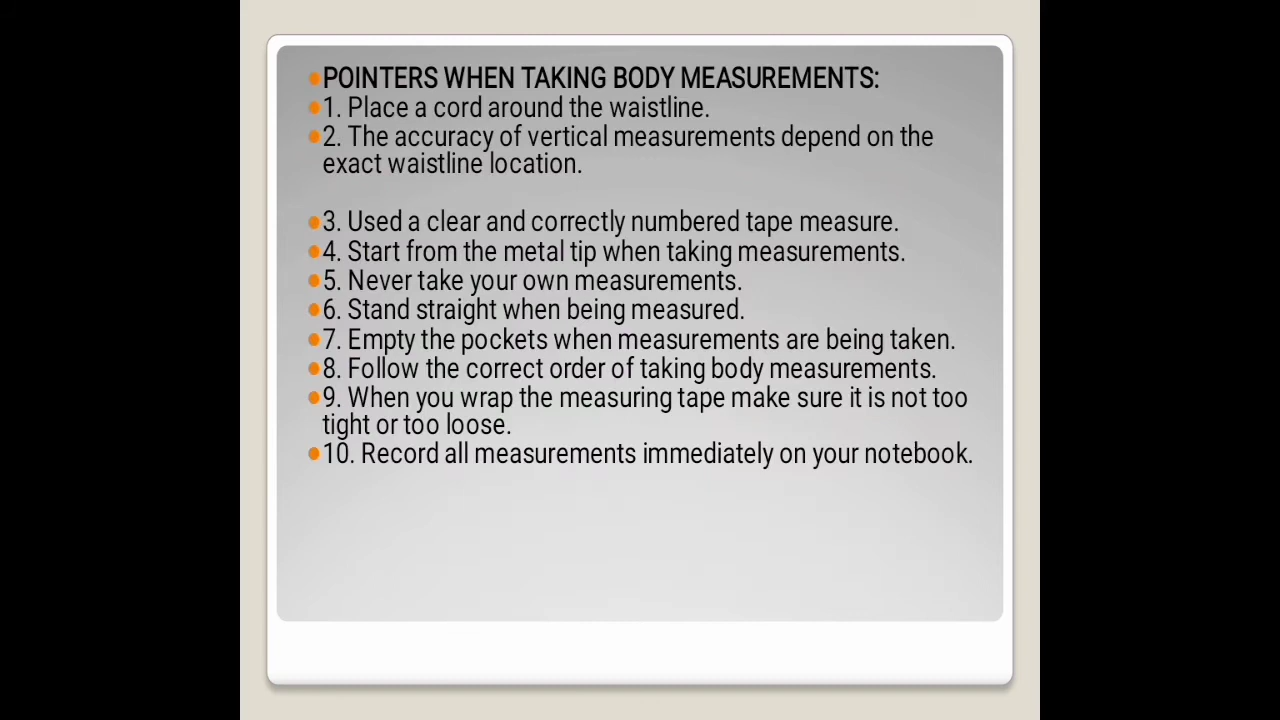 POINTERS WHEN TAKING BODY MEASUREMENTS:
1. Place a cord around the waistline.
2. The accuracy of vertical measurements depend on the
exact waistline location.
3. Used a clear and correctly numbered tape measure.
4. Start from the metal tip when taking measurements.
5. Never take your own measurements.
6. Stand straight when being measured.
7. Empty the pockets when measurements are being taken.
8. Follow the correct order of taking body measurements.
9. When you wrap the measuring tape make sure it is not too
tight or too loose.
10. Record all measurements immediately on your notebook.